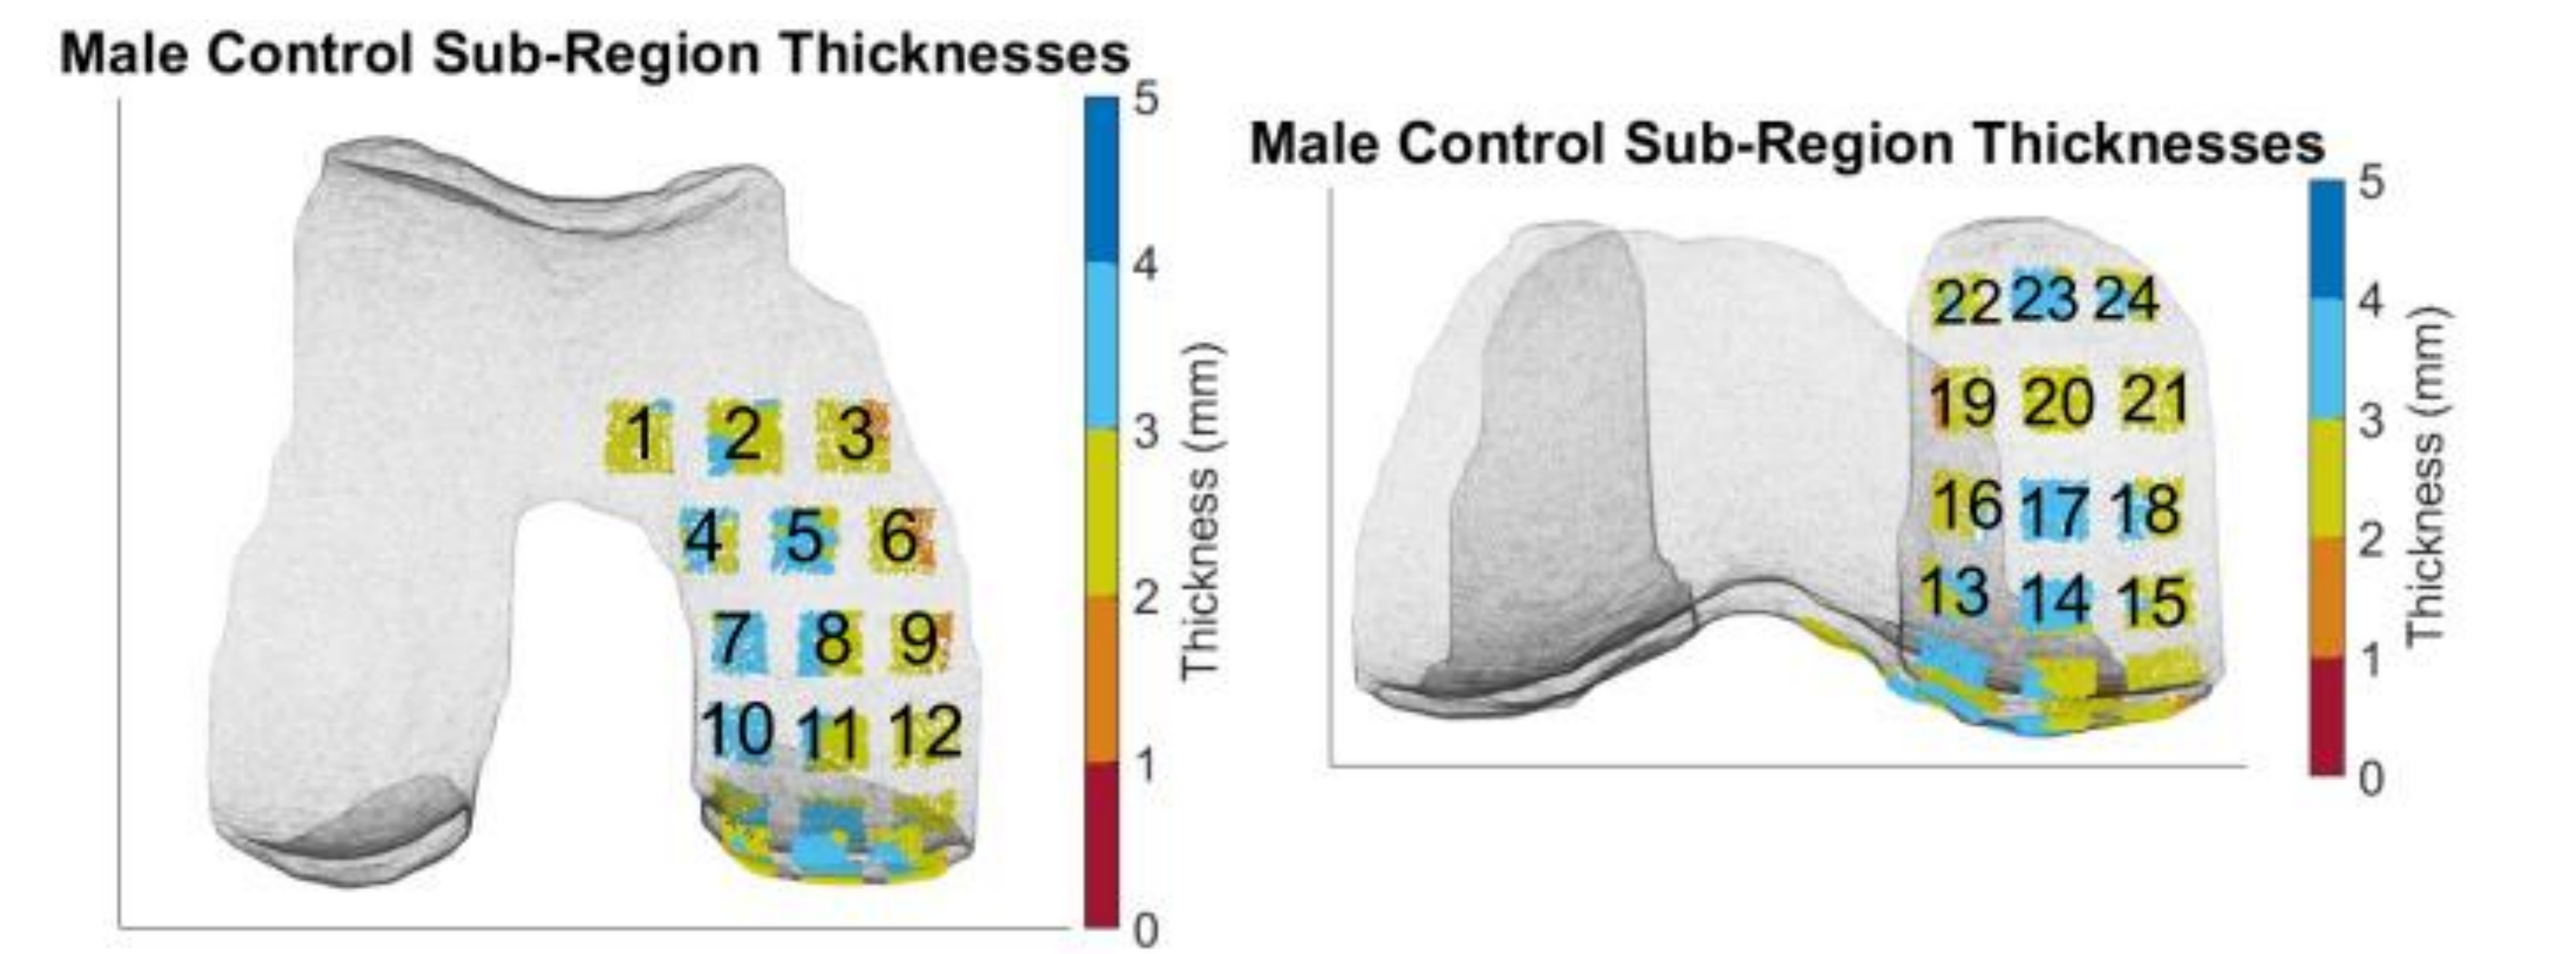 Male Control Sub-Region Thicknesses
5
4
3
2
1
0
Thickness (mm)
1 2 3
4 5 6
7 8 9
10 11 12
Male Control Sub-Region Thicknesses
5
4
3
2
1
0
Thickness (mm)
22 23 24
19 20 21
16 17 18
13 14 15